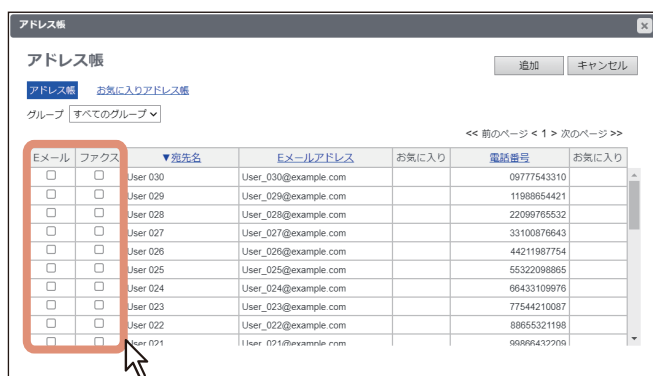 アドレス帳
アドレス帳
追加 キャンセル
アドレス帳 お気に入りアドレス帳
グループ すべてのグループ
<< 前のページ < 1 > 次のページ >>
Eメール ファクス ▼宛先名 Eメールアドレス お気に入り 電話番号 お気に入り
User 030 User_030@example.com 09777543310
User 029 User_029@example.com 11988654421
User 028 User_028@example.com 22099765532
User 027 User_027@example.com 33100876643
User 026 User_026@example.com 44211987754
User 025 User_025@example.com 55322098865
User 024 User_024@example.com 66433109976
User 023 User_023@example.com 77544210087
User 022 User_022@example.com 88655321198
User 021 User_021@example.com 99866432209